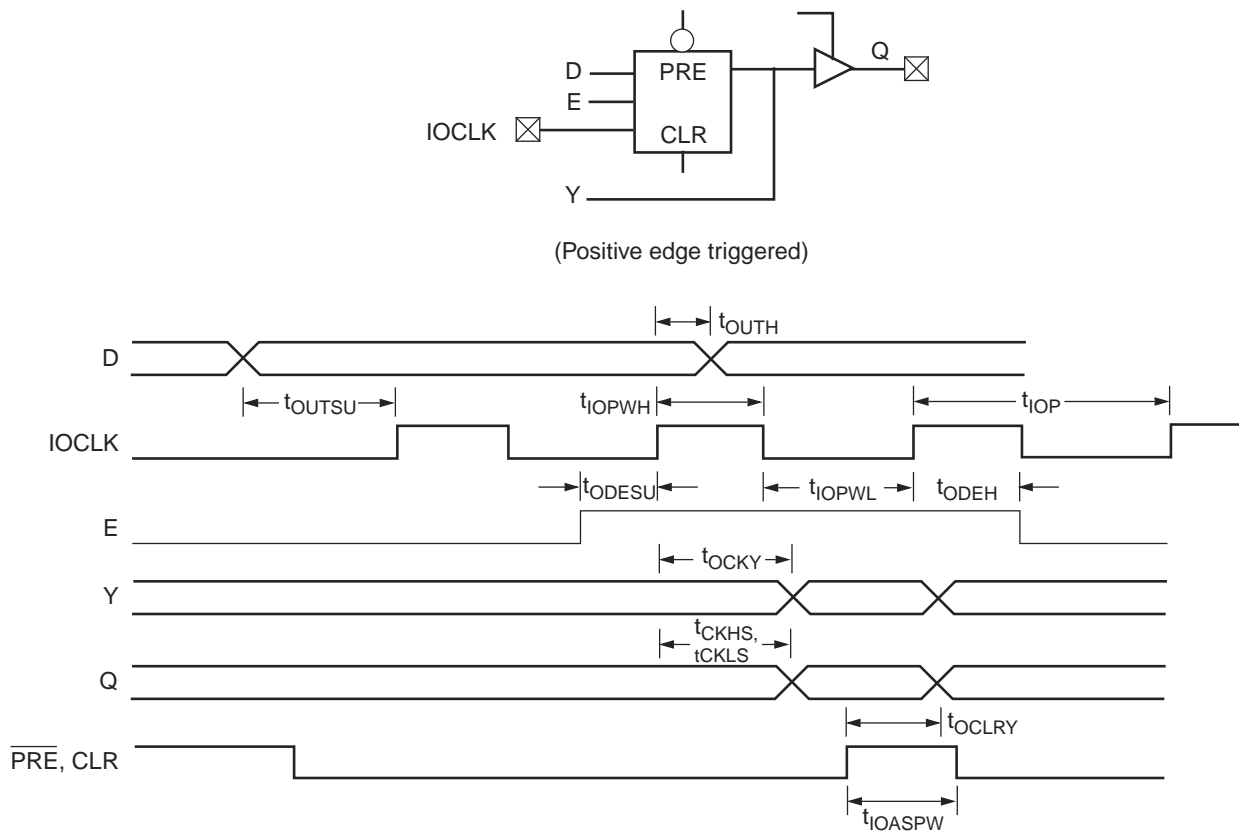 PRE
CLR
D
E
IOCLK
Y
Q
(Positive edge triggered)
tOUTH
D
tOUTSU
tIOPWH
tIOP
IOCLK
tODESU
tIOPWL
tODEH
E
tOCKY
Y
tCKHS,
tCKLS
Q
tOCLRY
PRE, CLR
tIOASPW